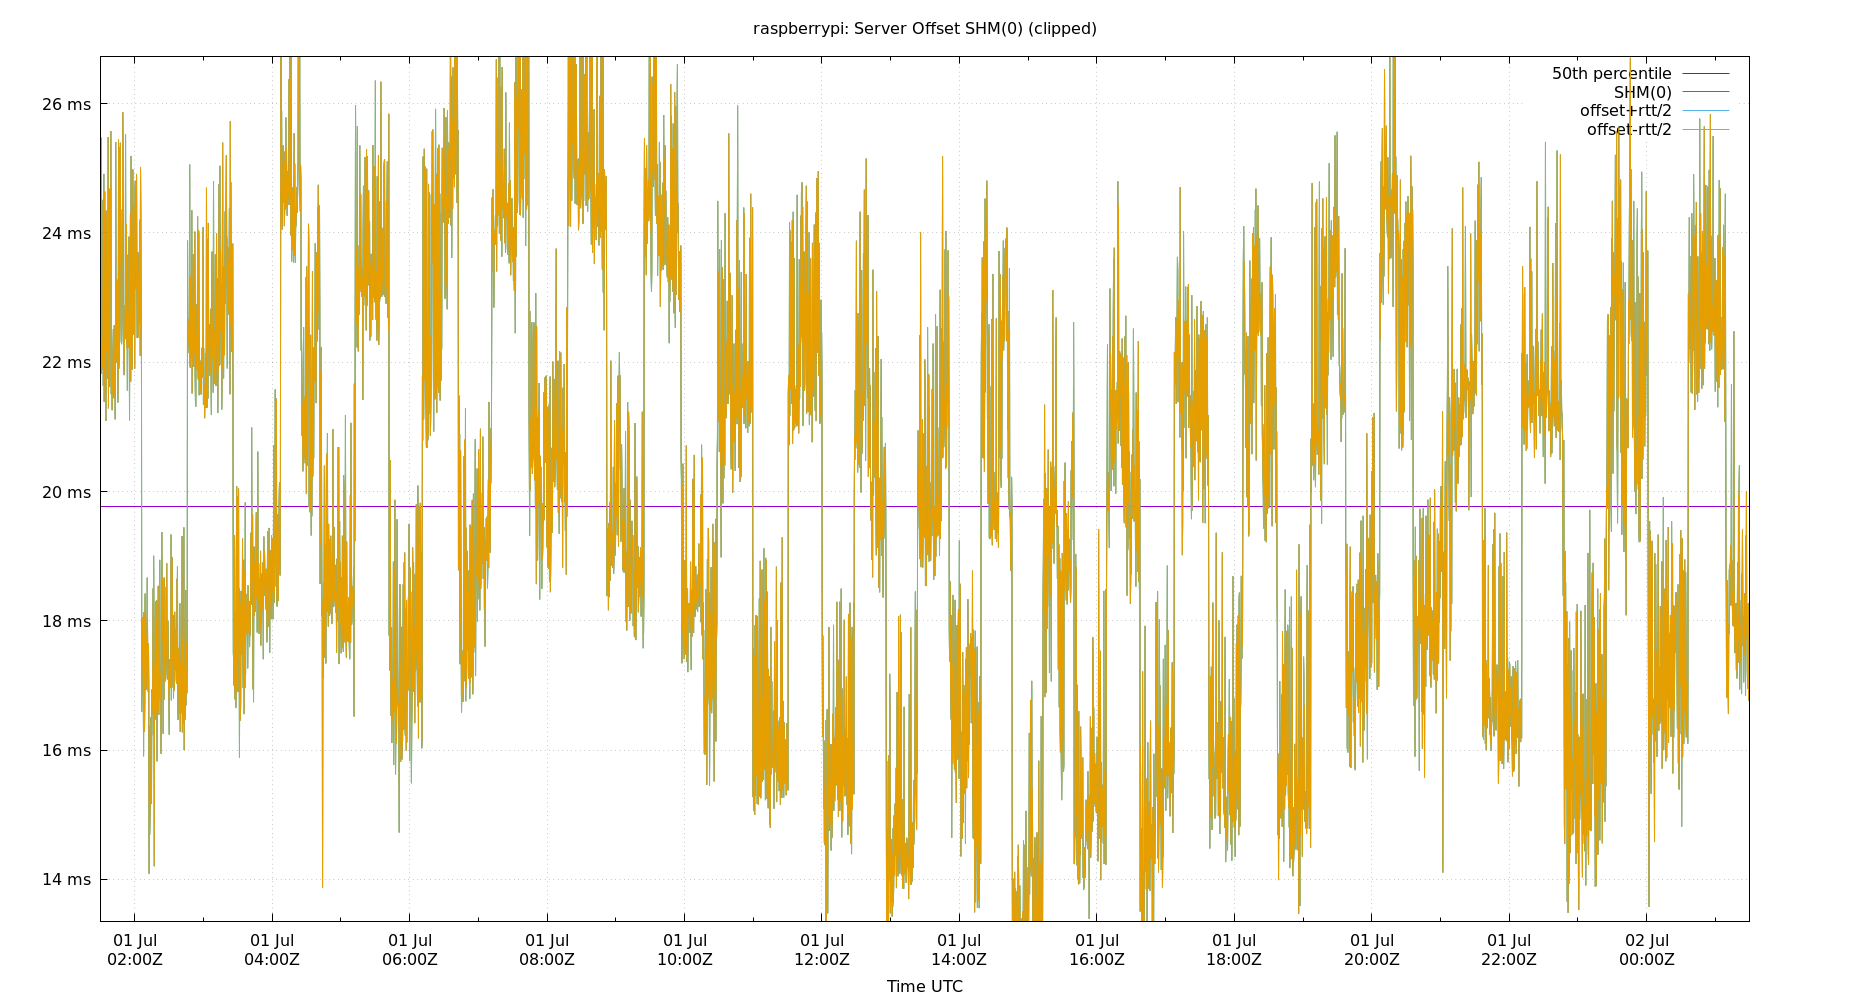 raspberrypi: Server Offset SHM(0) (clipped)
50th percentile
SHM(0)
offset+rtt/2
offset-rtt/2
26 ms
24 ms
22 ms
20 ms
18 ms
16 ms
14 ms
01 Jul 01 Jul 01 Jul 01 Jul 01 Jul 01 Jul 01 Jul 01 Jul 01 Jul 01 Jul 01 Jul 02 Jul
02:00Z 04:00Z 06:00Z 08:00Z 10:00Z 12:00Z 14:00Z 16:00Z 18:00Z 20:00Z 22:00Z 00:00Z
Time UTC